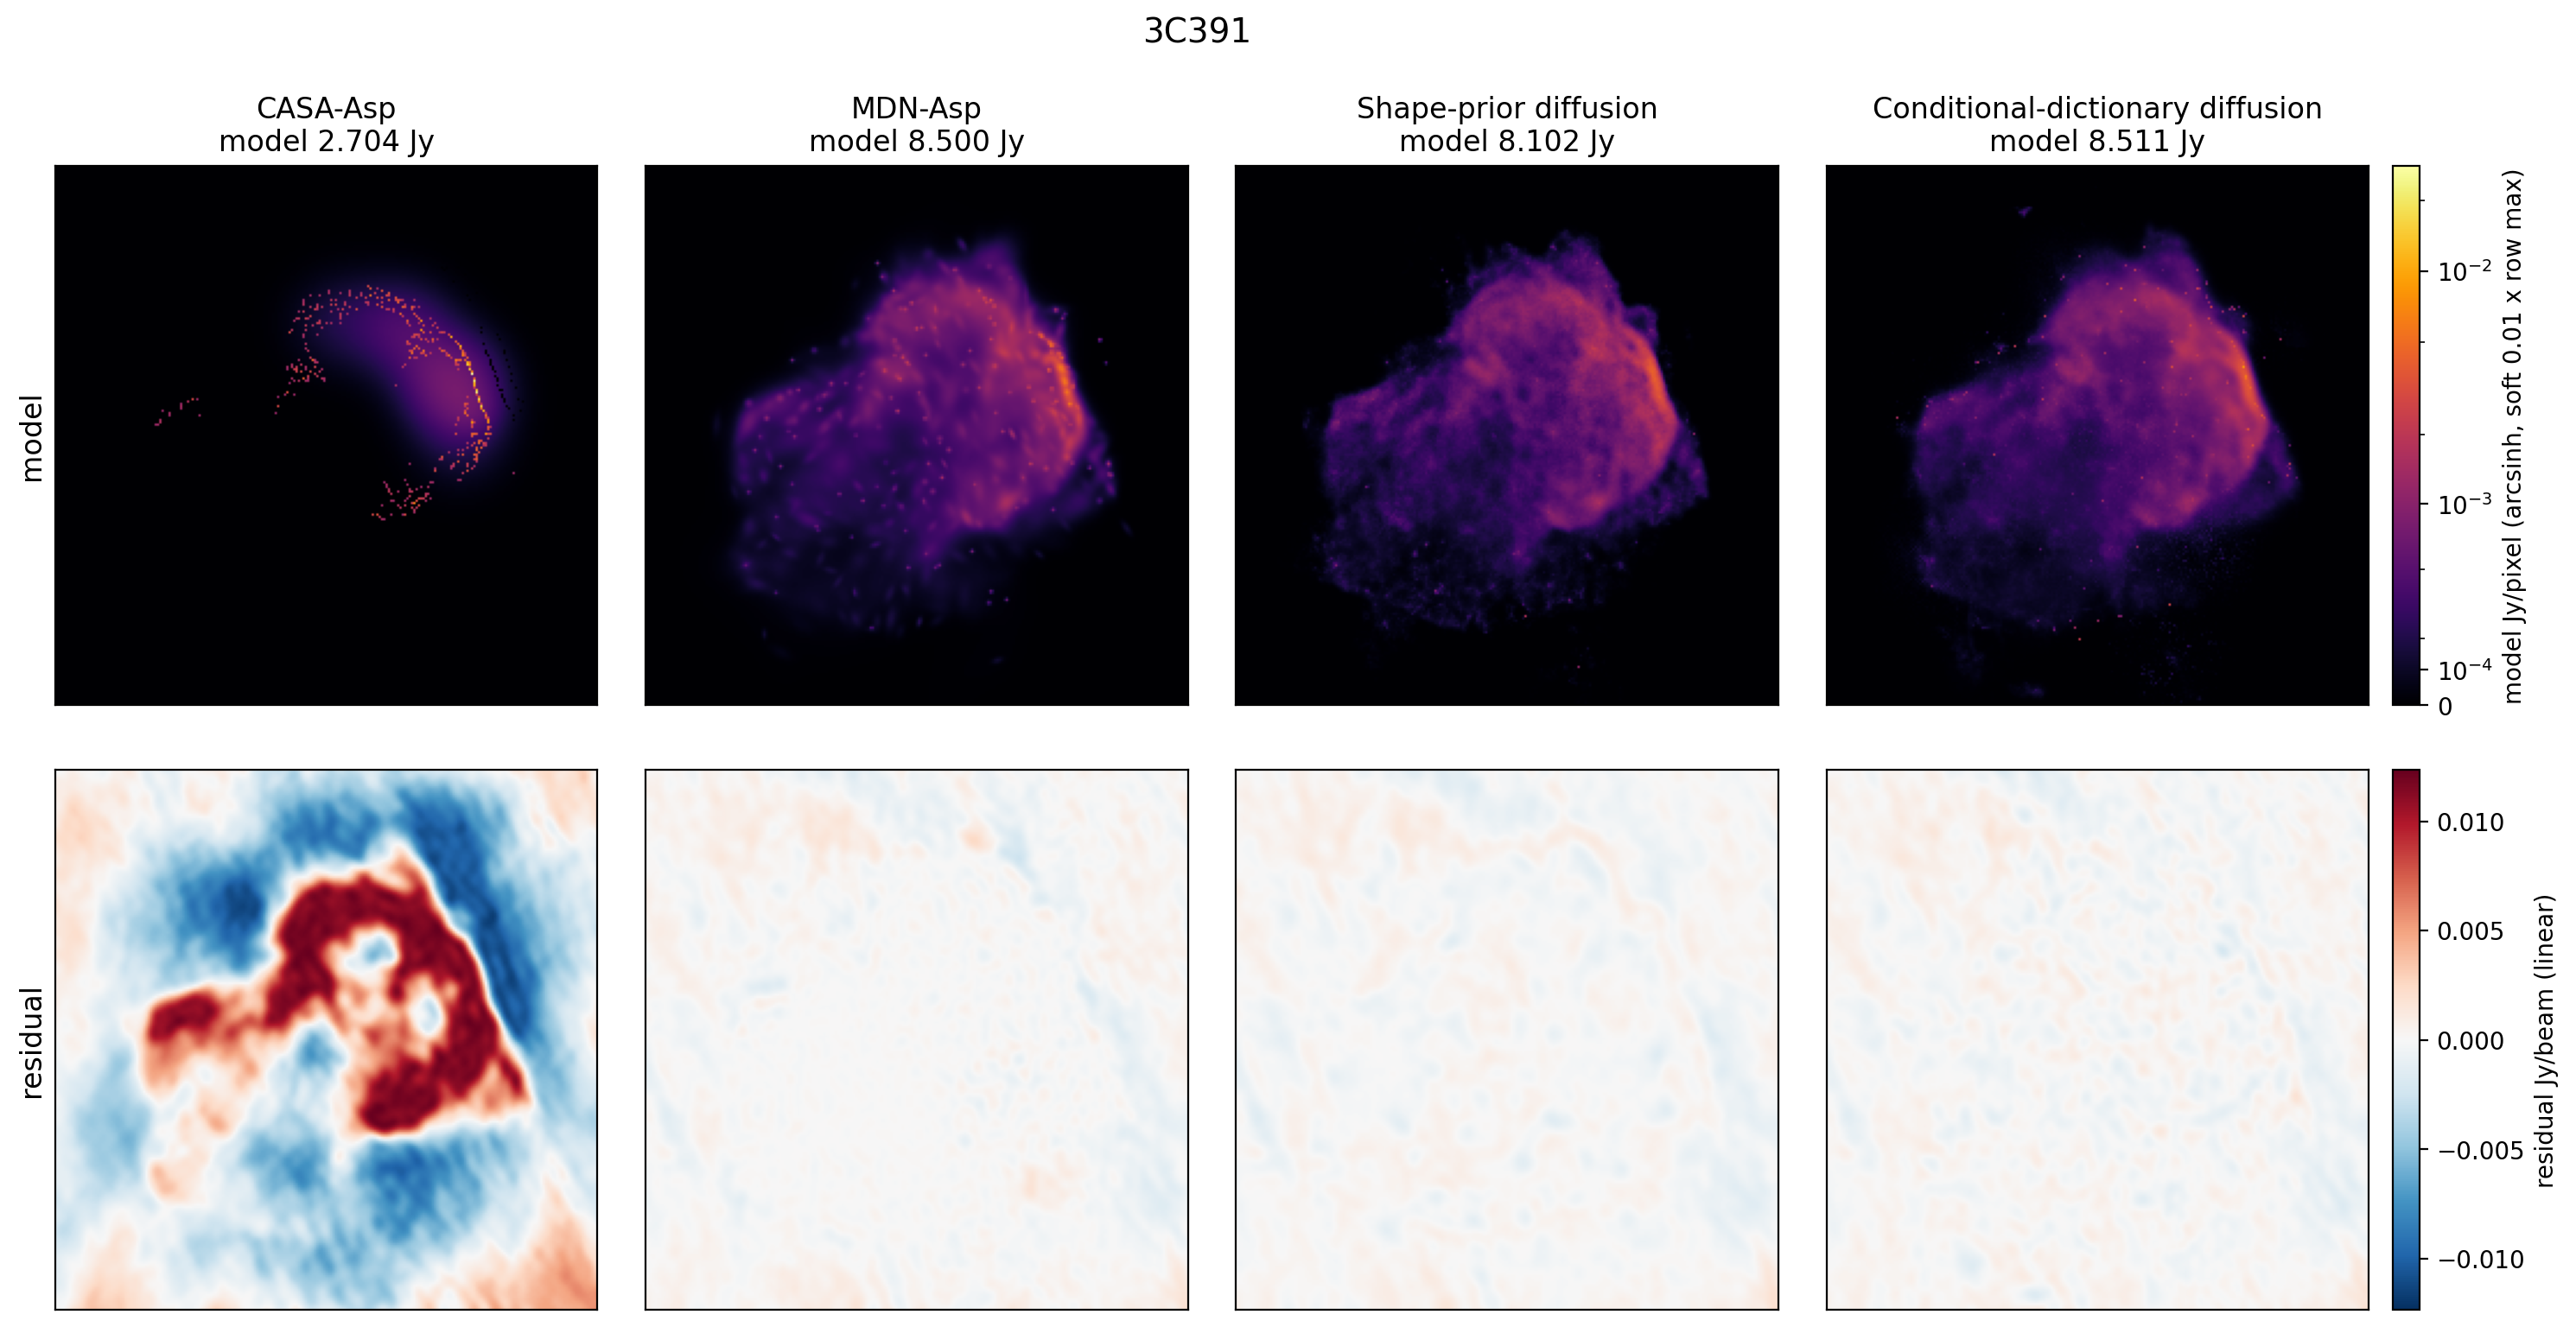 3C391
CASA-Asp
model 2.704 Jy
MDN-Asp
model 8.500 Jy
Shape-prior diffusion
model 8.102 Jy
Conditional-dictionary diffusion
model 8.511 Jy
model
10⁻²
10⁻³
10⁻⁴
0
model Jy/pixel (arcsinh, soft 0.01 x row max)
residual
0.010
0.005
0.000
−0.005
−0.010
residual Jy/beam (linear)